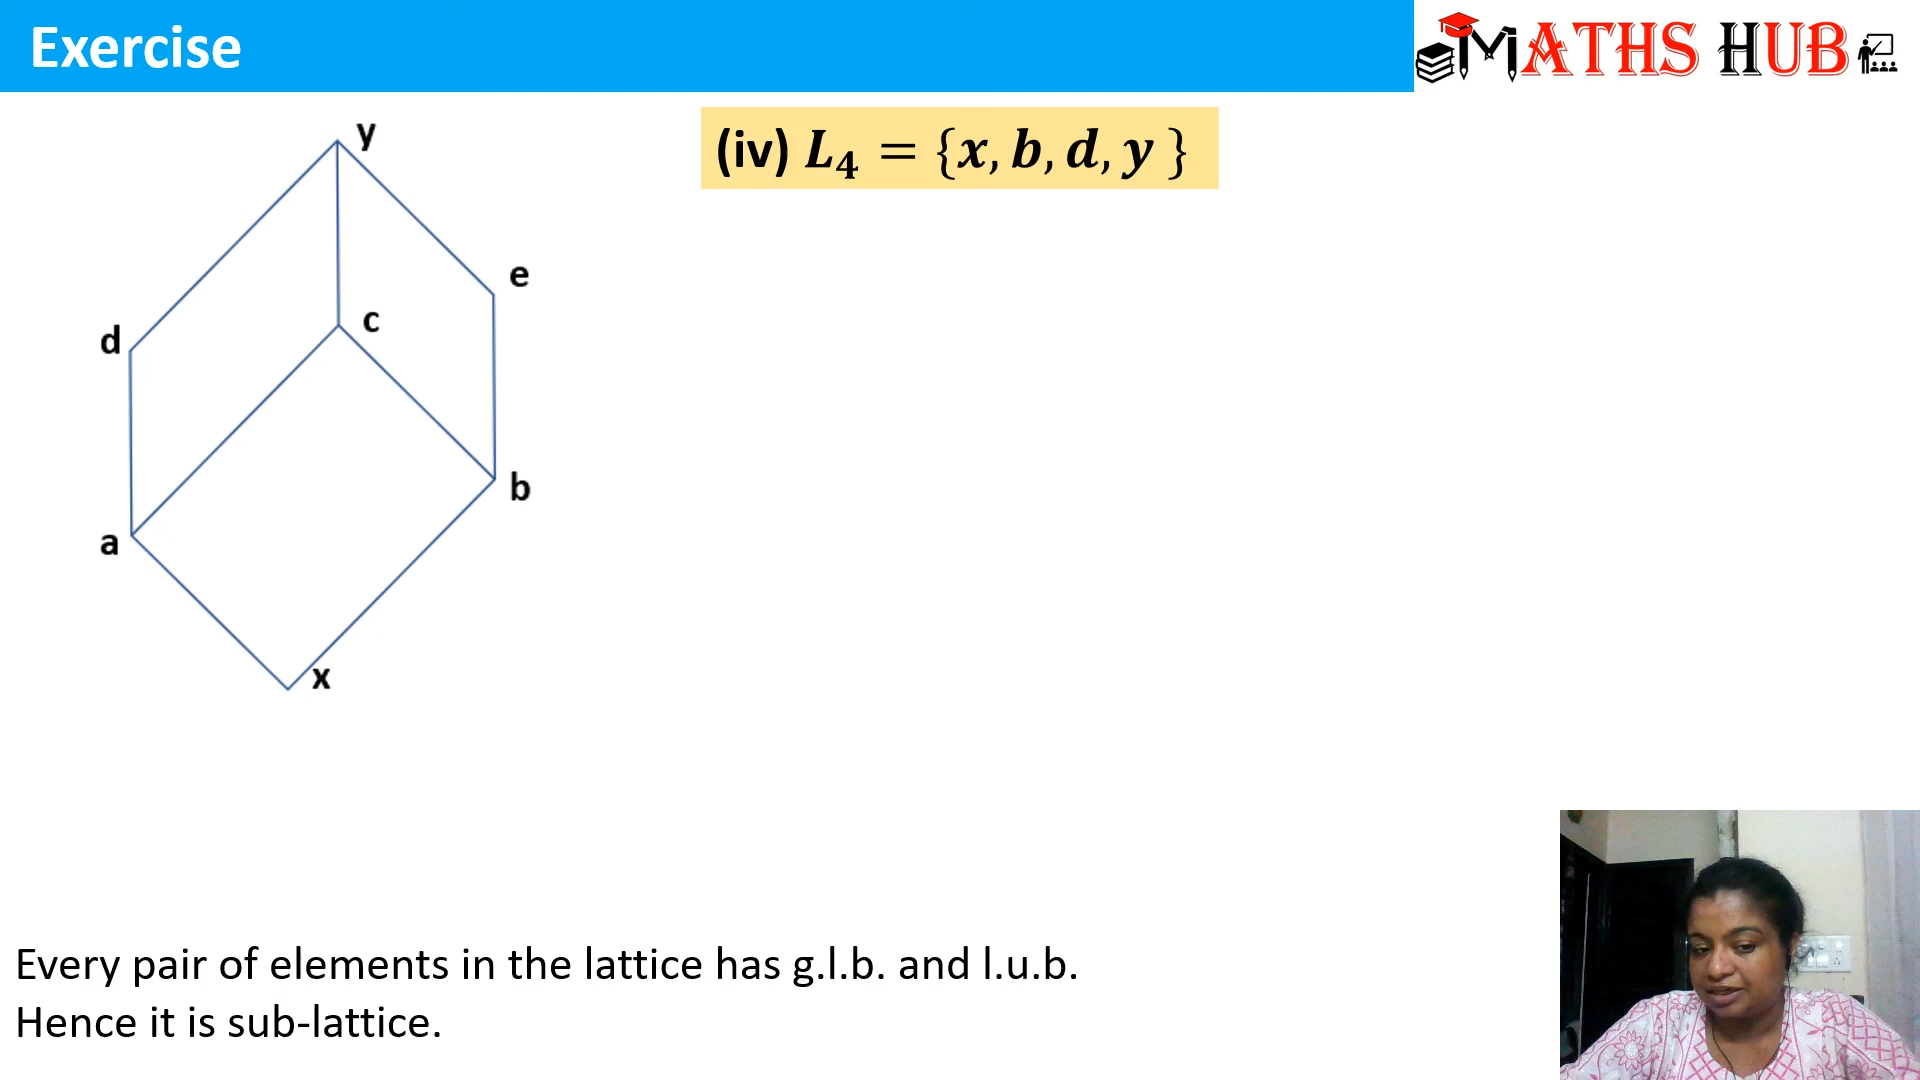 Exercise
MATHS HUB
(iv) L₄ = {x, b, d, y }
y
e
c
d
b
a
x
Every pair of elements in the lattice has g.l.b. and l.u.b.
Hence it is sub-lattice.